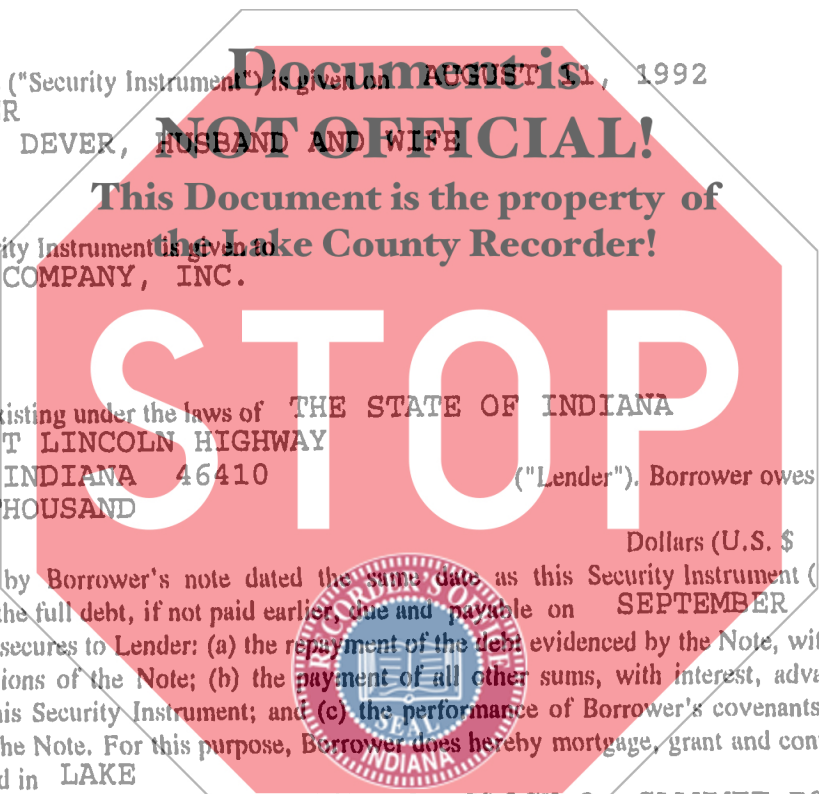 Document is
NOT OFFICIAL!
This Document is the property of
the Lake County Recorder!
STOP
("Security Instrument") is given on AUGUST 11, 1992
R
DEVER, HUSBAND AND WIFE
ity Instrument is given to
COMPANY, INC.
xisting under the laws of THE STATE OF INDIANA
T LINCOLN HIGHWAY
INDIANA 46410 ("Lender"). Borrower owes
HOUSAND
Dollars (U.S. $
by Borrower's note dated the same date as this Security Instrument (
the full debt, if not paid earlier, due and payable on SEPTEMBER
secures to Lender: (a) the repayment of the debt evidenced by the Note, wit
ions of the Note; (b) the payment of all other sums, with interest, adva
his Security Instrument; and (c) the performance of Borrower's covenants
he Note. For this purpose, Borrower does hereby mortgage, grant and con
d in LAKE
RECORDER'S OFFICE
SEAL
INDIANA